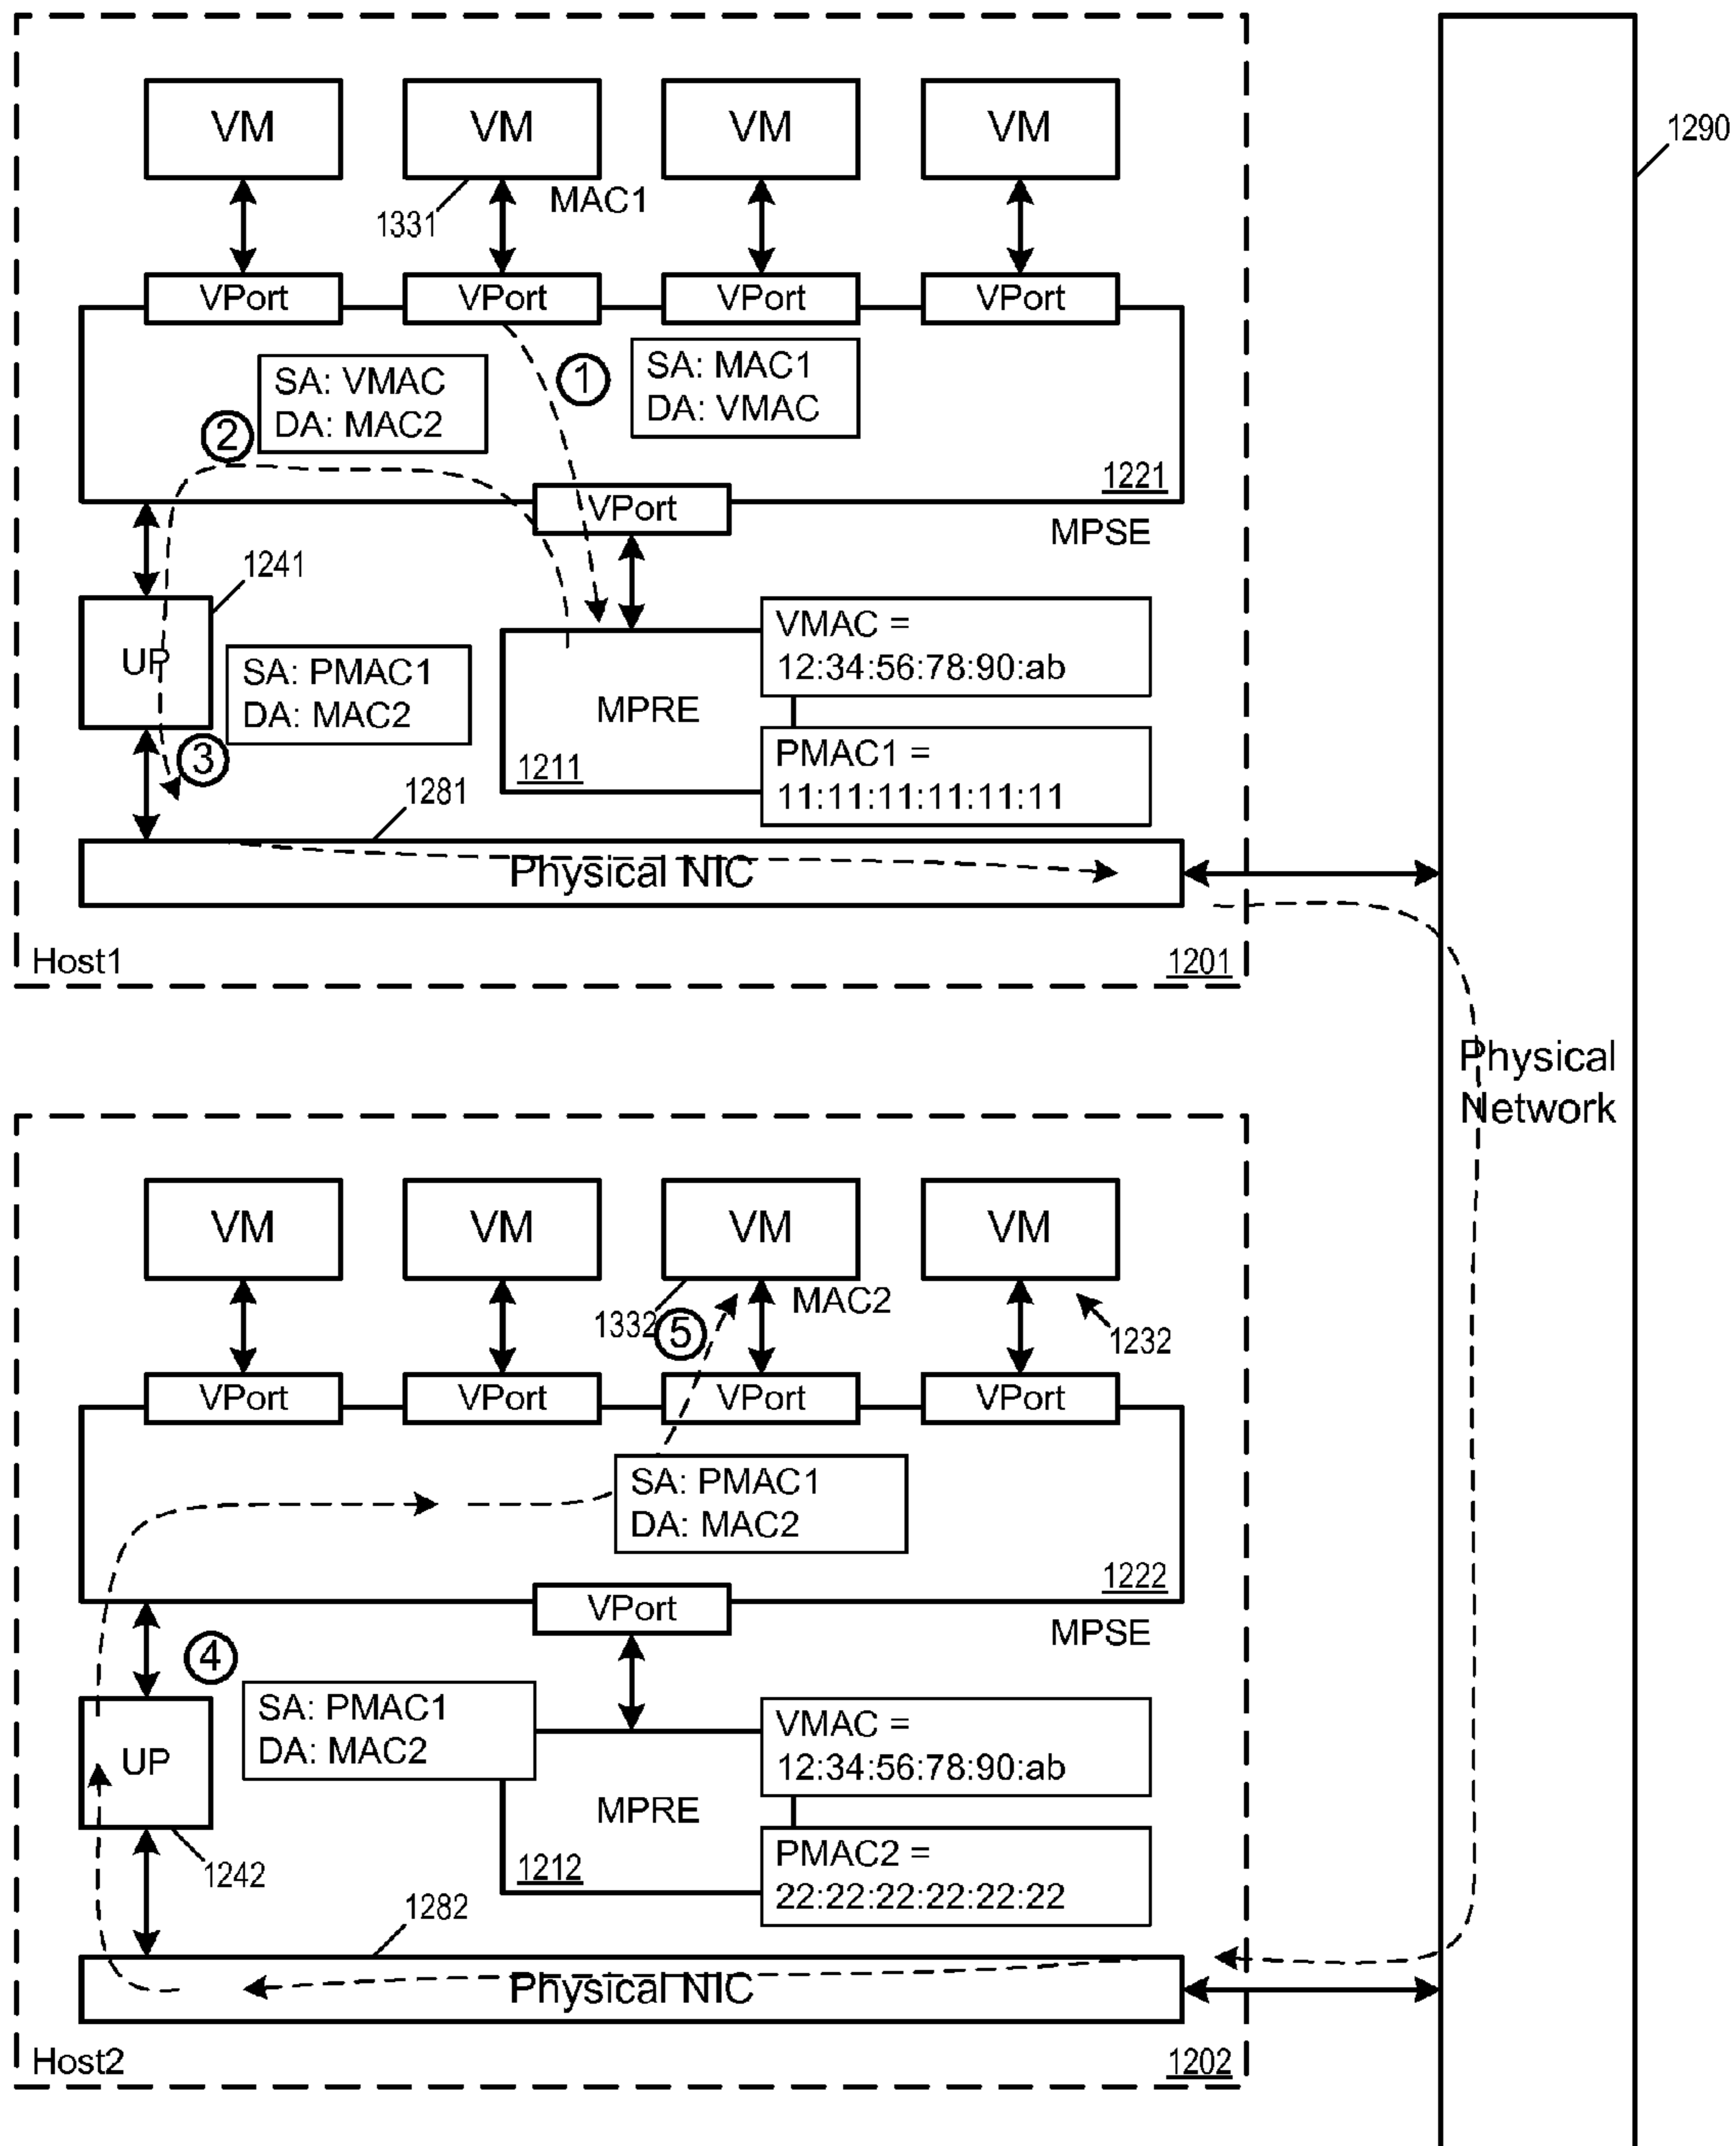 VM
VM
VM
VM
1290
1331
MAC1
VPort
VPort
VPort
VPort
SA: VMAC
DA: MAC2
1
SA: MAC1
DA: VMAC
2
1221
VPort
MPSE
1241
UP
SA: PMAC1
DA: MAC2
VMAC =
12:34:56:78:90:ab
MPRE
1211
PMAC1 =
11:11:11:11:11:11
3
1281
Physical NIC
Host1
1201
Physical
Network
VM
VM
VM
VM
1332
MAC2
5
1232
VPort
VPort
VPort
VPort
SA: PMAC1
DA: MAC2
1222
VPort
MPSE
4
SA: PMAC1
DA: MAC2
UP
VMAC =
12:34:56:78:90:ab
MPRE
1212
PMAC2 =
22:22:22:22:22:22
1242
1282
Physical NIC
Host2
1202